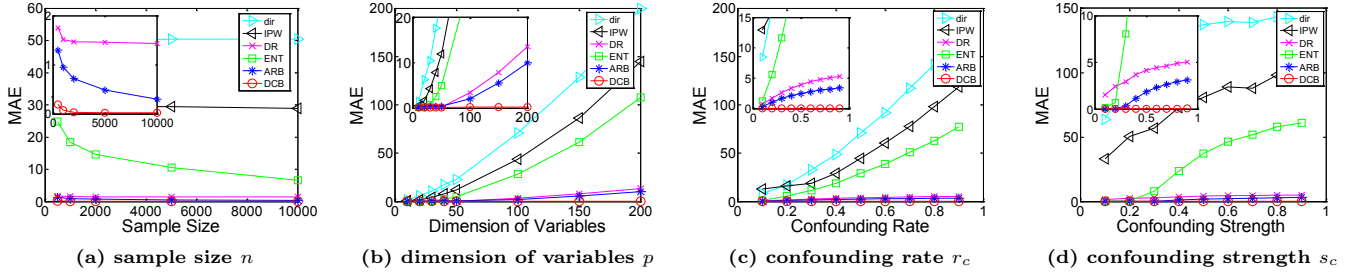 MAE
60
50
40
30
20
10
0
0
2000
4000
6000
8000
10000
Sample Size
2
1
0
0
5000
10000
dir
IPW
DR
ENT
ARB
DCB
(a) sample size n
MAE
200
150
100
50
0
0
50
100
150
200
Dimension of Variables
20
10
0
0
100
200
dir
IPW
DR
ENT
ARB
DCB
(b) dimension of variables p
MAE
200
150
100
50
0
0
0.2
0.4
0.6
0.8
1
Confounding Rate
15
10
5
0
0
0.5
1
dir
IPW
DR
ENT
ARB
DCB
(c) confounding rate r_c
MAE
150
100
50
0
0
0.2
0.4
0.6
0.8
1
Confounding Strength
10
5
0
0
0.5
1
dir
IPW
DR
ENT
ARB
DCB
(d) confounding strength s_c